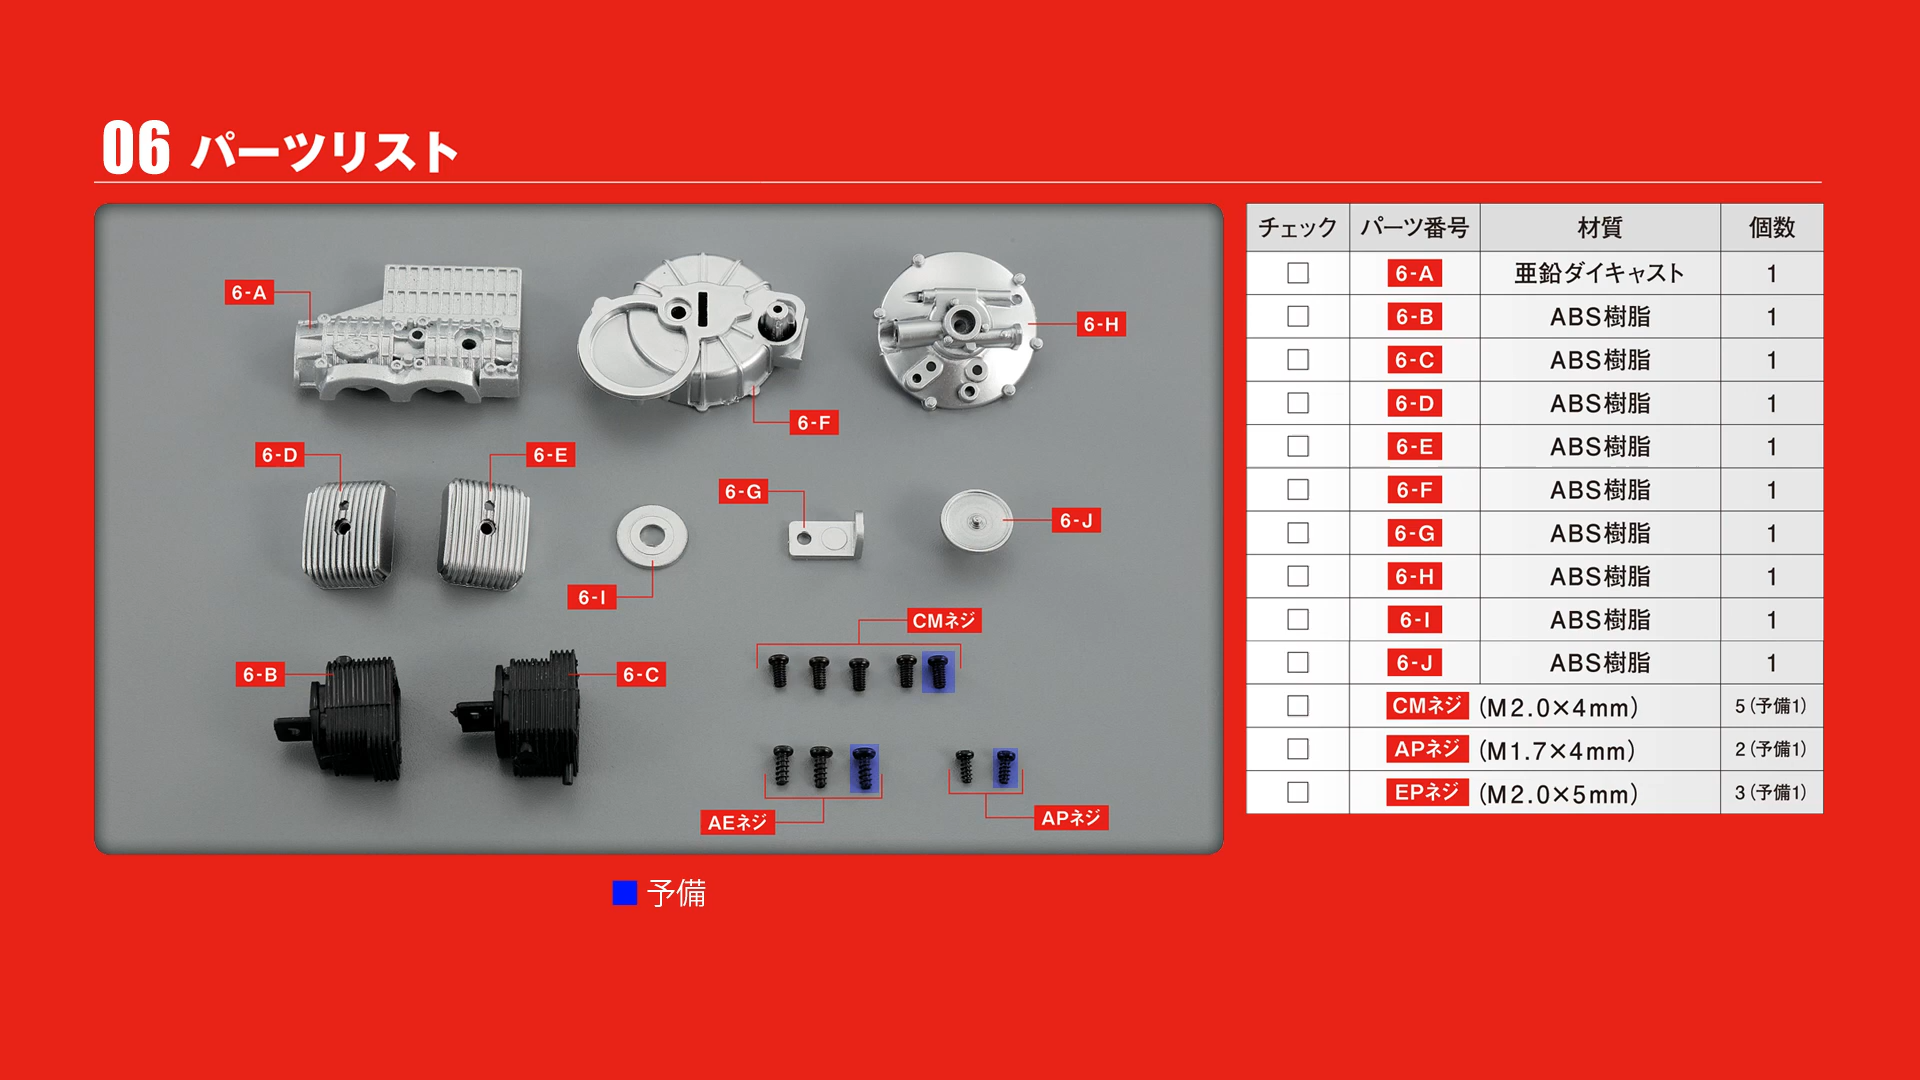 06 パーツリスト
6-A
6-H
6-F
6-D
6-E
6-G
6-J
6-I
CMネジ
6-B
6-C
AEネジ
APネジ
予備
チェック パーツ番号 材質 個数
□ 6-A 亜鉛ダイキャスト 1
□ 6-B ABS樹脂 1
□ 6-C ABS樹脂 1
□ 6-D ABS樹脂 1
□ 6-E ABS樹脂 1
□ 6-F ABS樹脂 1
□ 6-G ABS樹脂 1
□ 6-H ABS樹脂 1
□ 6-I ABS樹脂 1
□ 6-J ABS樹脂 1
□ CMネジ (M2.0×4mm) 5(予備1)
□ APネジ (M1.7×4mm) 2(予備1)
□ EPネジ (M2.0×5mm) 3(予備1)